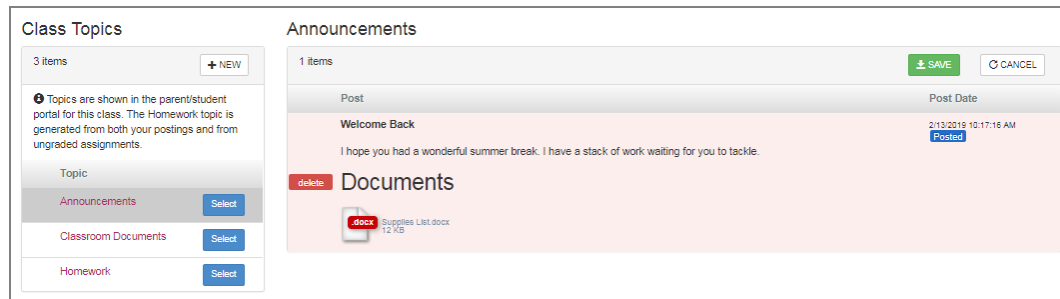 Class Topics
3 items
+ NEW
Topics are shown in the parent/student
portal for this class. The Homework topic is
generated from both your postings and from
ungraded assignments.
Topic
Announcements Select
Classroom Documents Select
Homework Select
Announcements
1 items
SAVE CANCEL
Post Post Date
Welcome Back 2/13/2019 10:17:16 AM
Posted
I hope you had a wonderful summer break. I have a stack of work waiting for you to tackle.
delete Documents
.docx Supplies List.docx
12 KB